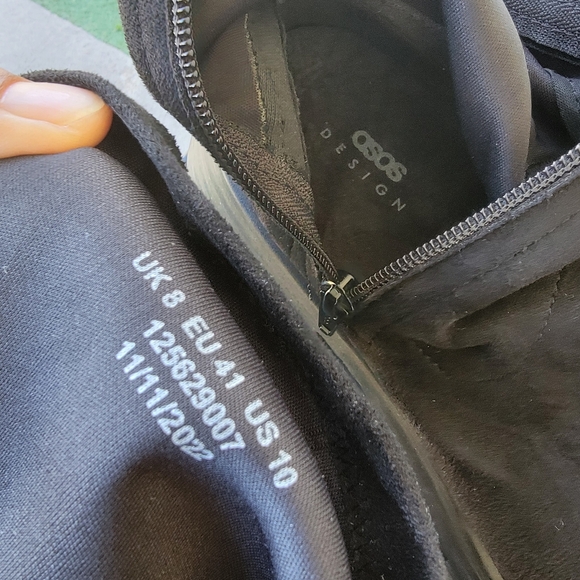 asos
DESIGN
UK 8 EU 41 US 10
125629007
11/11/2022